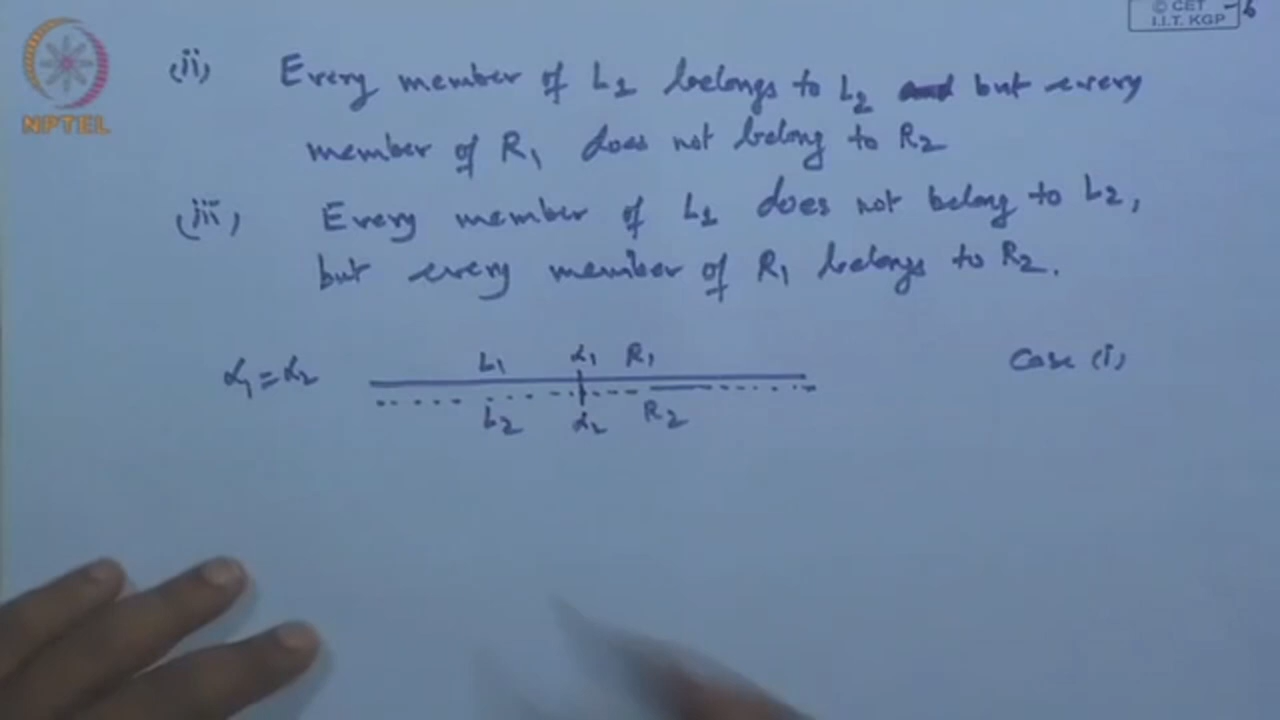 © CET
I.I.T. KGP
-6
NPTEL
(ii) Every member of L1 belongs to L2 and but every
member of R1 does not belong to R2
(iii) Every member of L1 does not belong to L2,
but every member of R1 belongs to R2.
α1 = α2 L1 α1 R1 Case (i)
L2 α2 R2